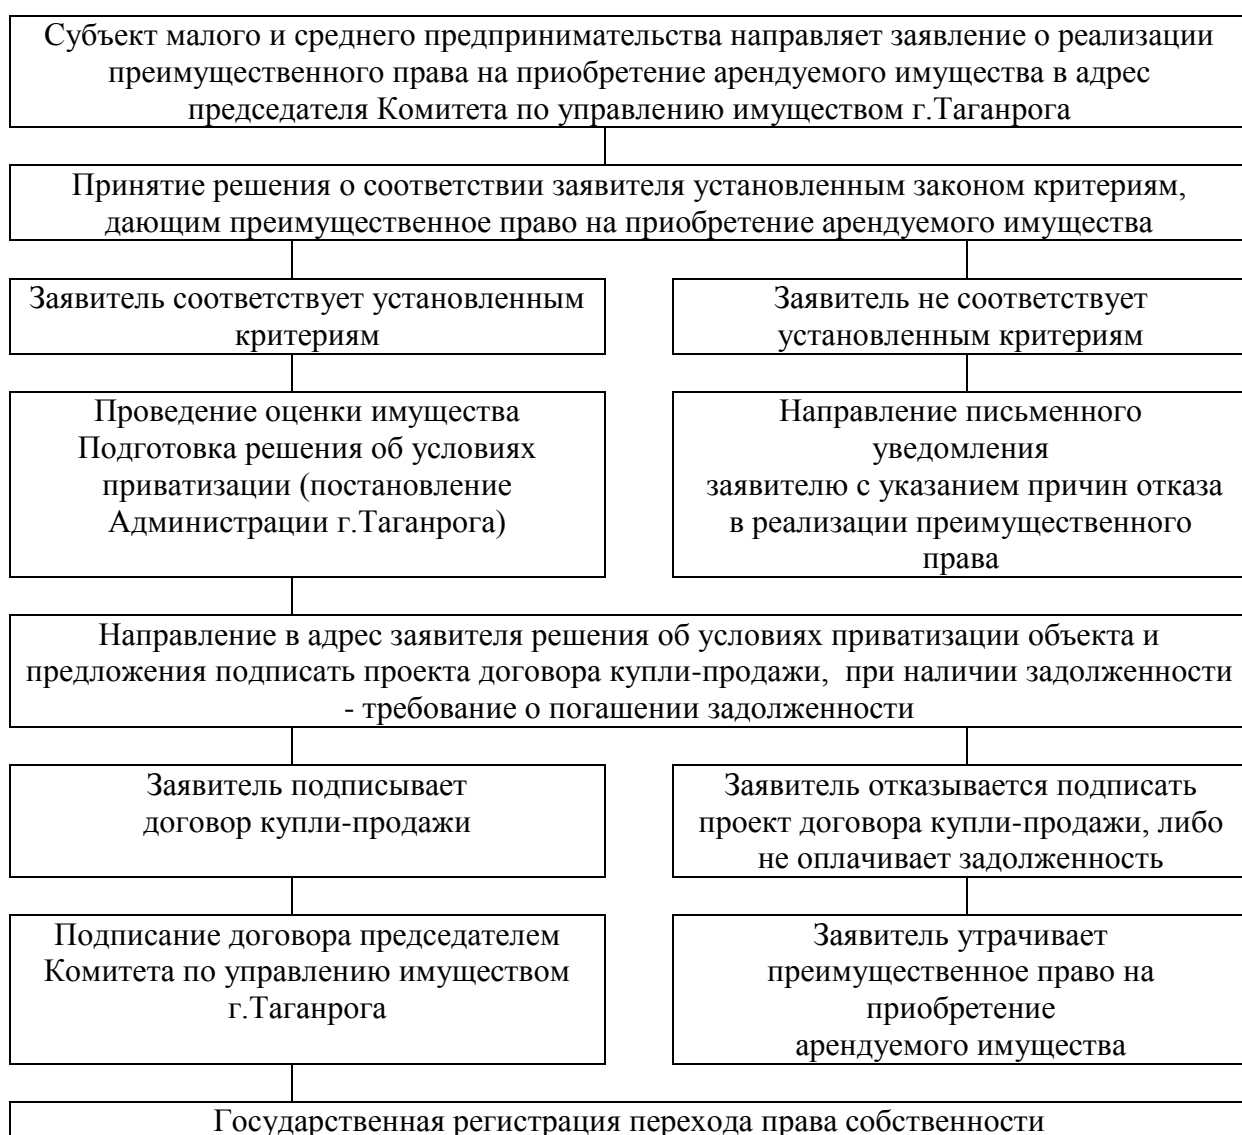 Субъект малого и среднего предпринимательства направляет заявление о реализации
преимущественного права на приобретение арендуемого имущества в адрес
председателя Комитета по управлению имуществом г.Таганрога
Принятие решения о соответствии заявителя установленным законом критериям,
дающим преимущественное право на приобретение арендуемого имущества
Заявитель соответствует установленным
критериям
Заявитель не соответствует
установленным критериям
Проведение оценки имущества
Подготовка решения об условиях
приватизации (постановление
Администрации г.Таганрога)
Направление письменного
уведомления
заявителю с указанием причин отказа
в реализации преимущественного
права
Направление в адрес заявителя решения об условиях приватизации объекта и
предложения подписать проекта договора купли-продажи,  при наличии задолженности
- требование о погашении задолженности
Заявитель подписывает
договор купли-продажи
Заявитель отказывается подписать
проект договора купли-продажи, либо
не оплачивает задолженность
Подписание договора председателем
Комитета по управлению имуществом
г.Таганрога
Заявитель утрачивает
преимущественное право на
приобретение
арендуемого имущества
Государственная регистрация перехода права собственности